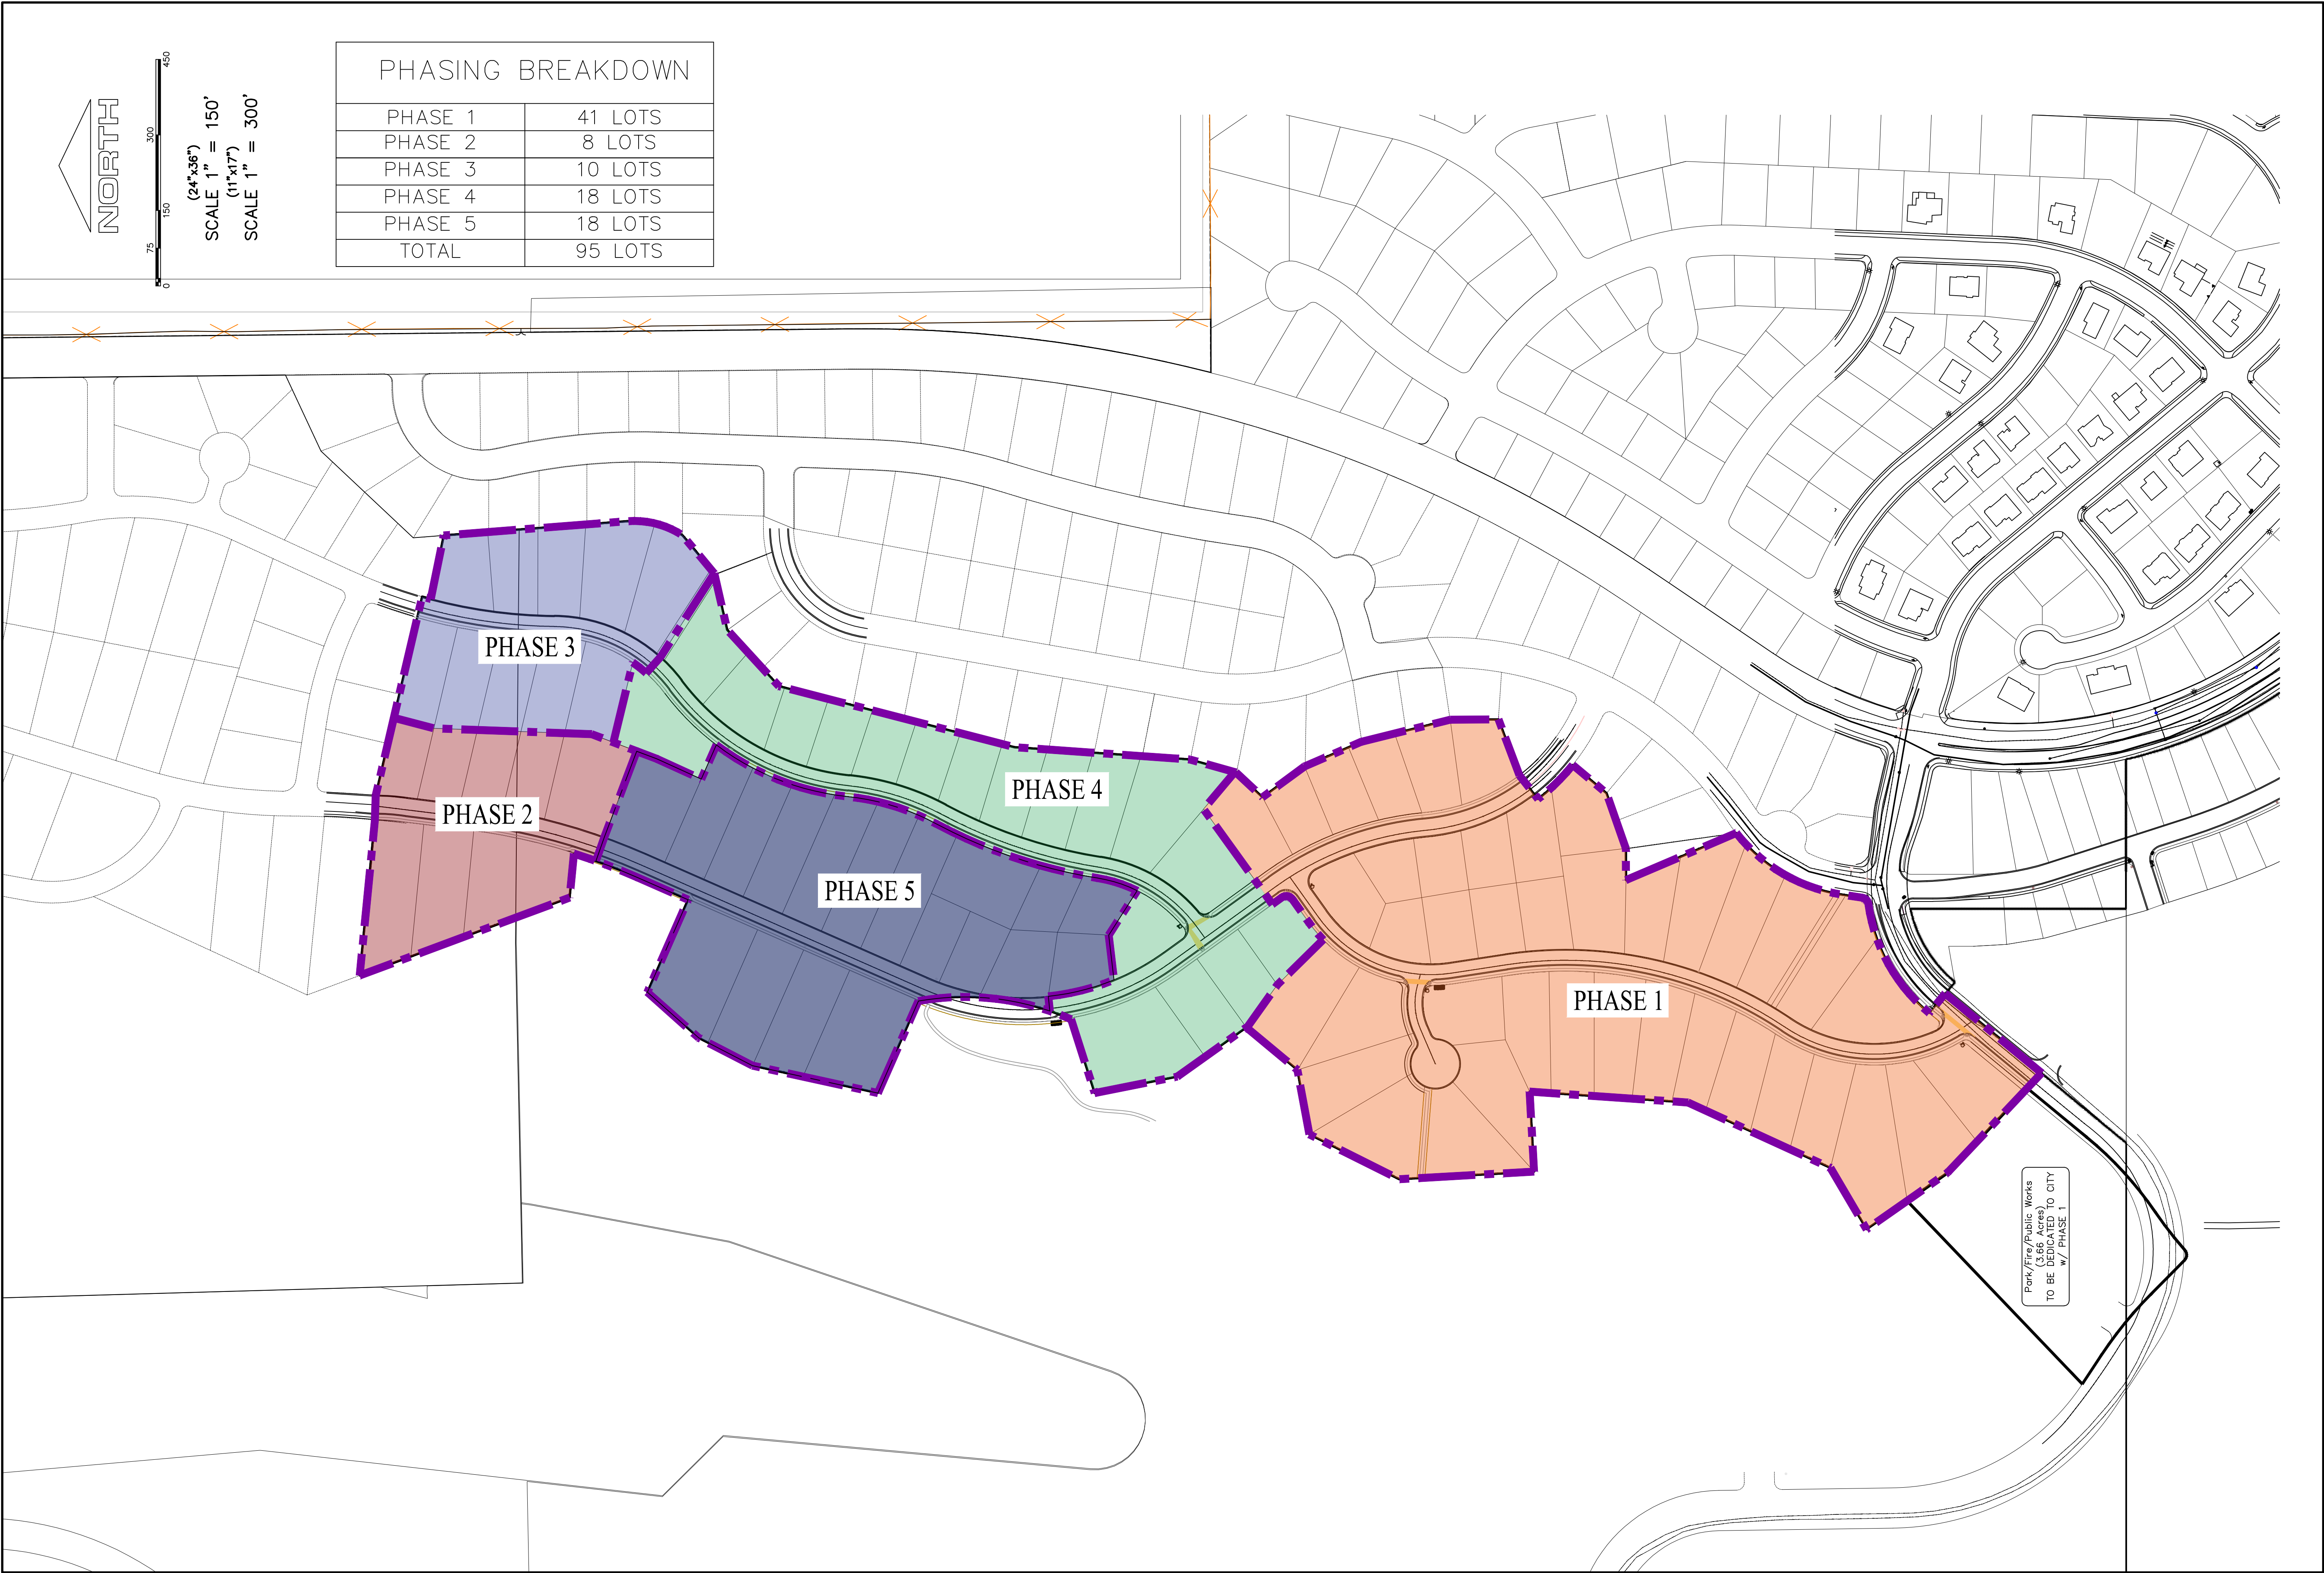 PHASING BREAKDOWN
PHASE 1 41 LOTS
PHASE 2 8 LOTS
PHASE 3 10 LOTS
PHASE 4 18 LOTS
PHASE 5 18 LOTS
TOTAL 95 LOTS
NORTH
0 75 150 300 450
(24"x36")
SCALE 1" = 150'
(11"x17")
SCALE 1" = 300'
PHASE 3
PHASE 2
PHASE 4
PHASE 5
PHASE 1
Park/Fire/Public Works
(3.66 Acres)
TO BE DEDICATED TO CITY
w/ PHASE 1